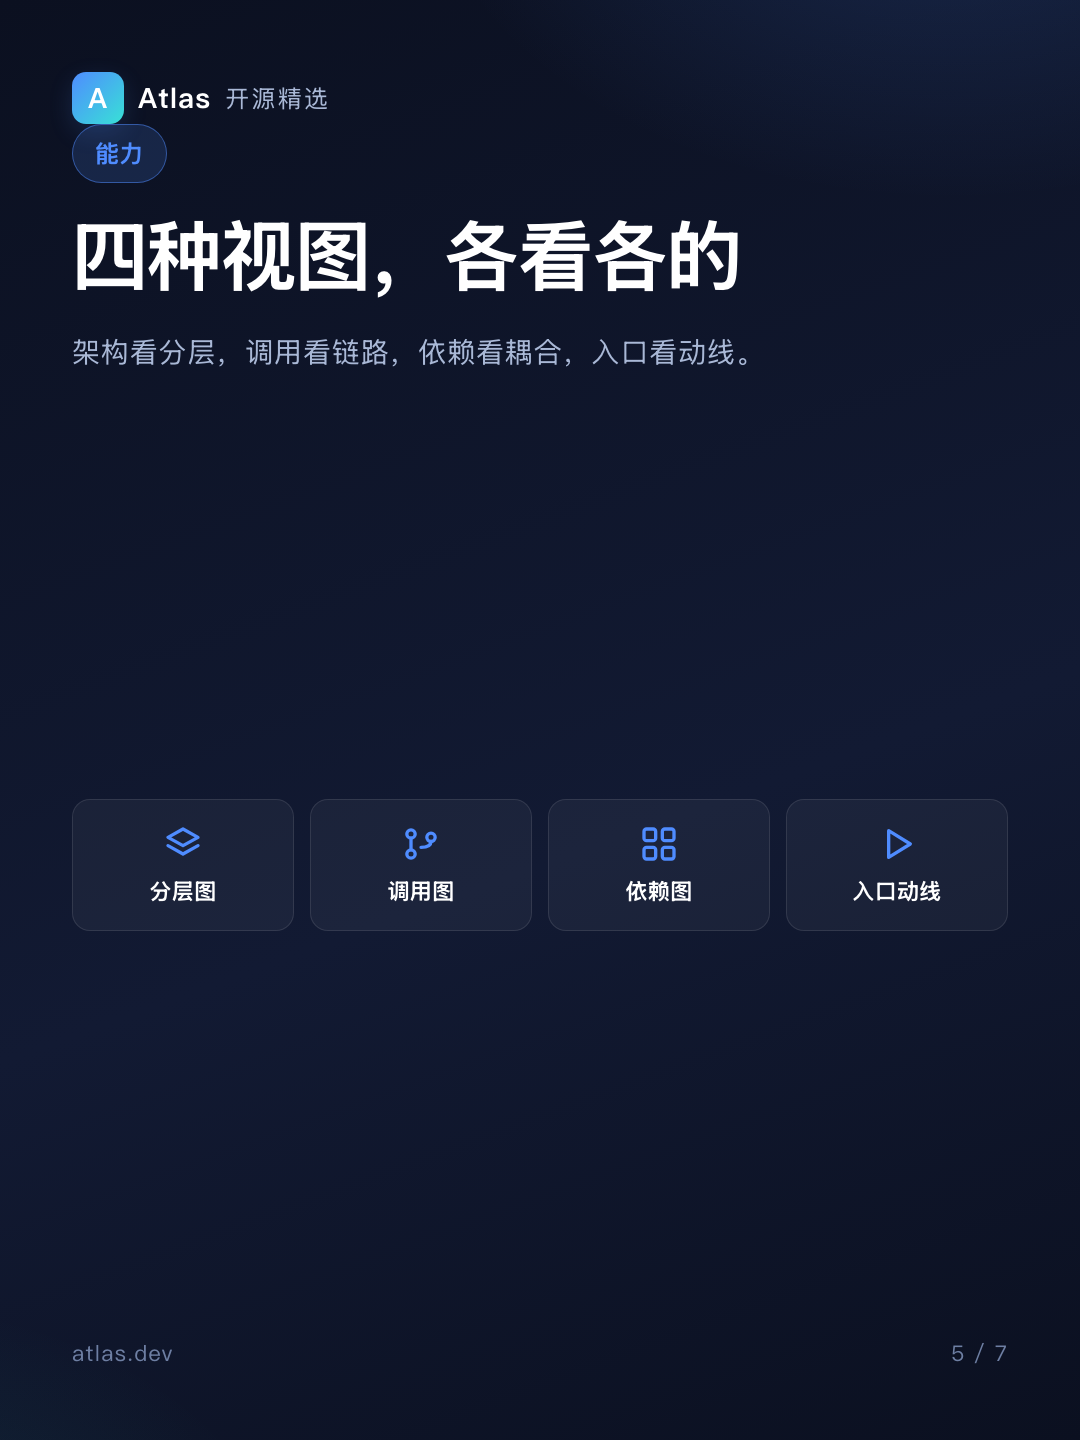 A Atlas 开源精选
能力
四种视图，各看各的
架构看分层，调用看链路，依赖看耦合，入口看动线。
分层图 调用图 依赖图 入口动线
atlas.dev 5 / 7